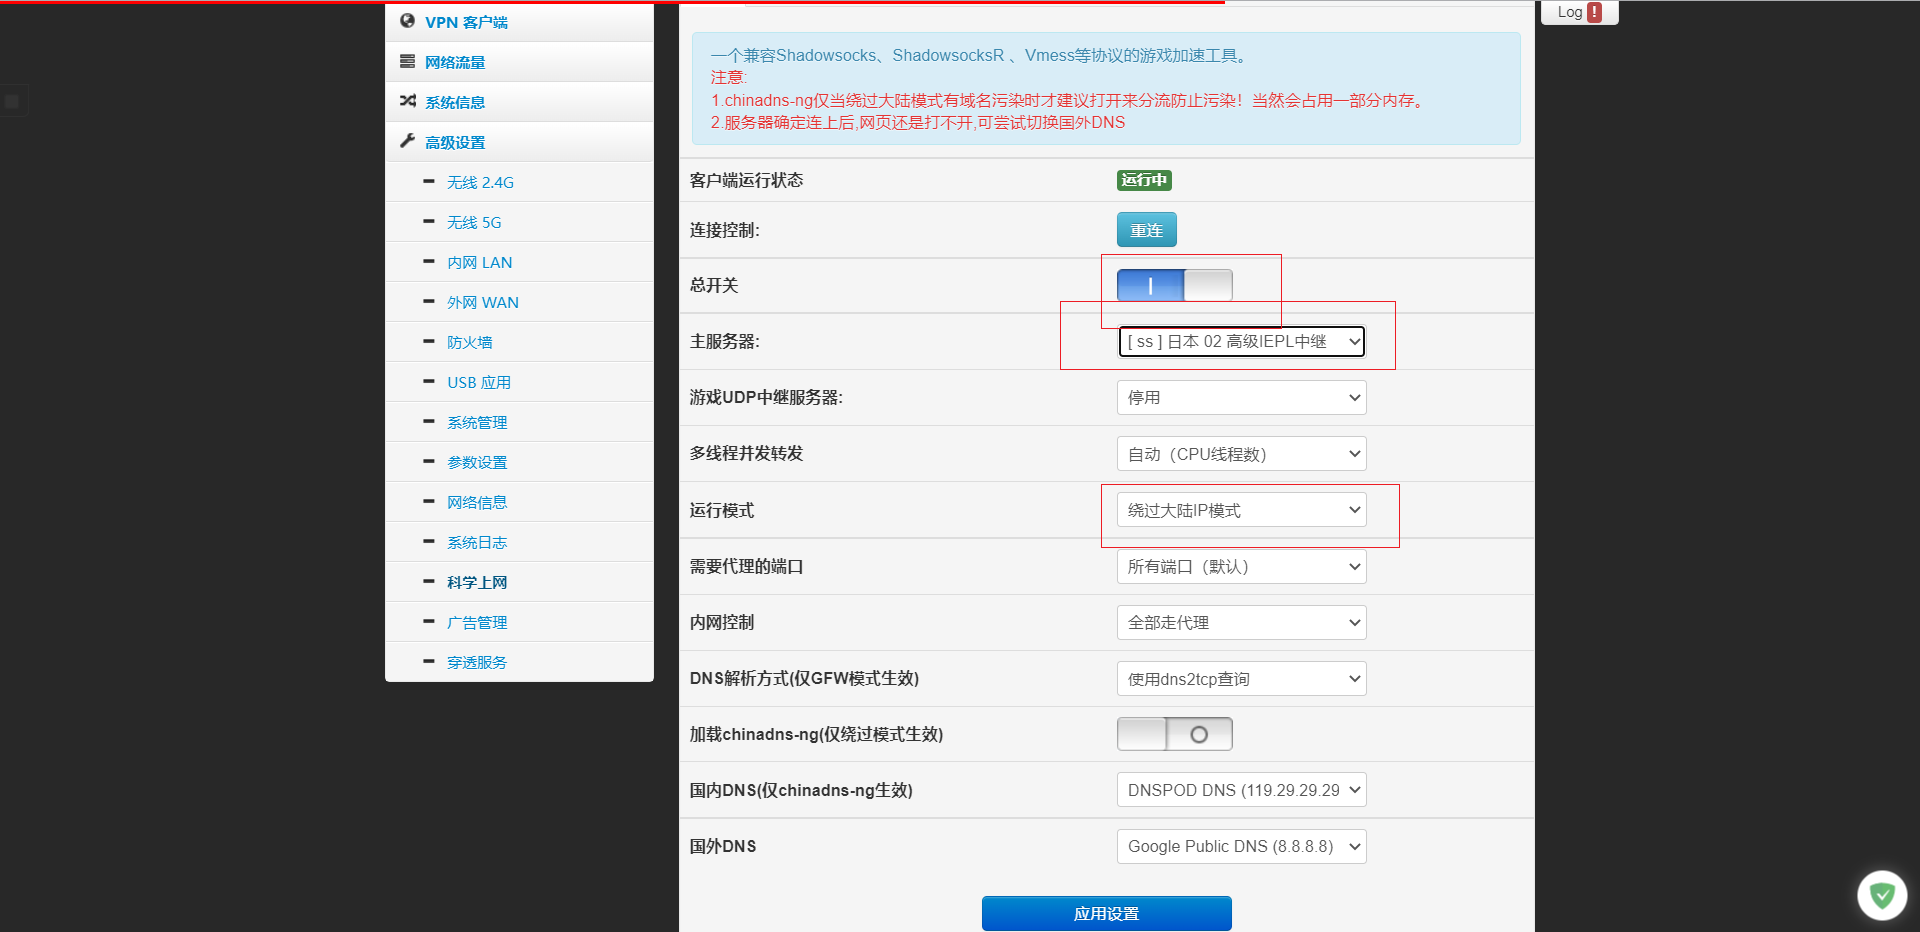 VPN 客户端
网络流量
系统信息
高级设置
无线 2.4G
无线 5G
内网 LAN
外网 WAN
防火墙
USB 应用
系统管理
参数设置
网络信息
系统日志
科学上网
广告管理
穿透服务
Log !
一个兼容Shadowsocks、ShadowsocksR 、Vmess等协议的游戏加速工具。
注意:
1.chinadns-ng仅当绕过大陆模式有域名污染时才建议打开来分流防止污染！当然会占用一部分内存。
2.服务器确定连上后,网页还是打不开,可尝试切换国外DNS
客户端运行状态 运行中
连接控制: 重连
总开关
主服务器: [ ss ] 日本 02 高级IEPL中继
游戏UDP中继服务器: 停用
多线程并发转发 自动（CPU线程数）
运行模式 绕过大陆IP模式
需要代理的端口 所有端口（默认）
内网控制 全部走代理
DNS解析方式(仅GFW模式生效) 使用dns2tcp查询
加载chinadns-ng(仅绕过模式生效)
国内DNS(仅chinadns-ng生效) DNSPOD DNS (119.29.29.29
国外DNS Google Public DNS (8.8.8.8)
应用设置